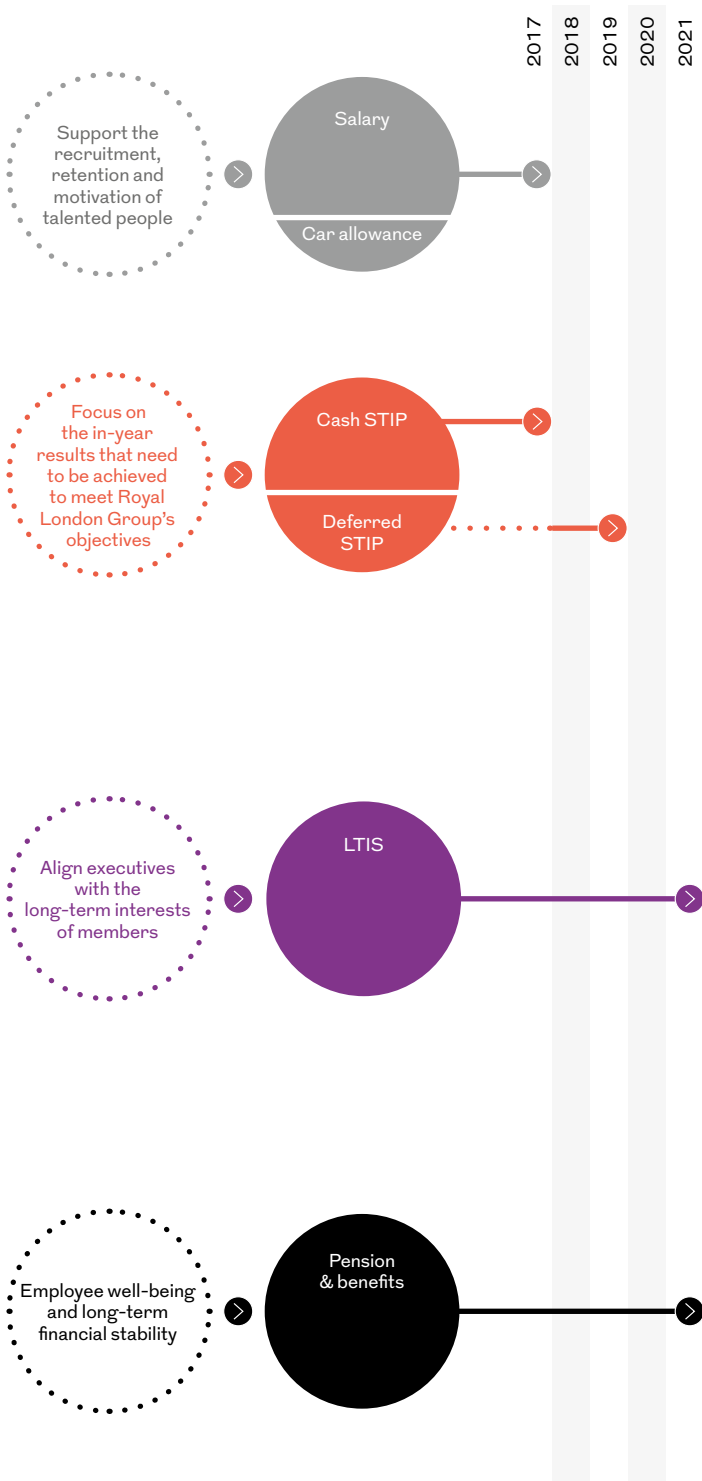 2017
2018
2019
2020
2021
Support the
recruitment,
retention and
motivation of
talented people
Salary
Car allowance
Focus on
the in-year
results that need
to be achieved
to meet Royal
London Group's
objectives
Cash STIP
Deferred
STIP
Align executives
with the
long-term interests
of members
LTIS
Employee well-being
and long-term
financial stability
Pension
& benefits